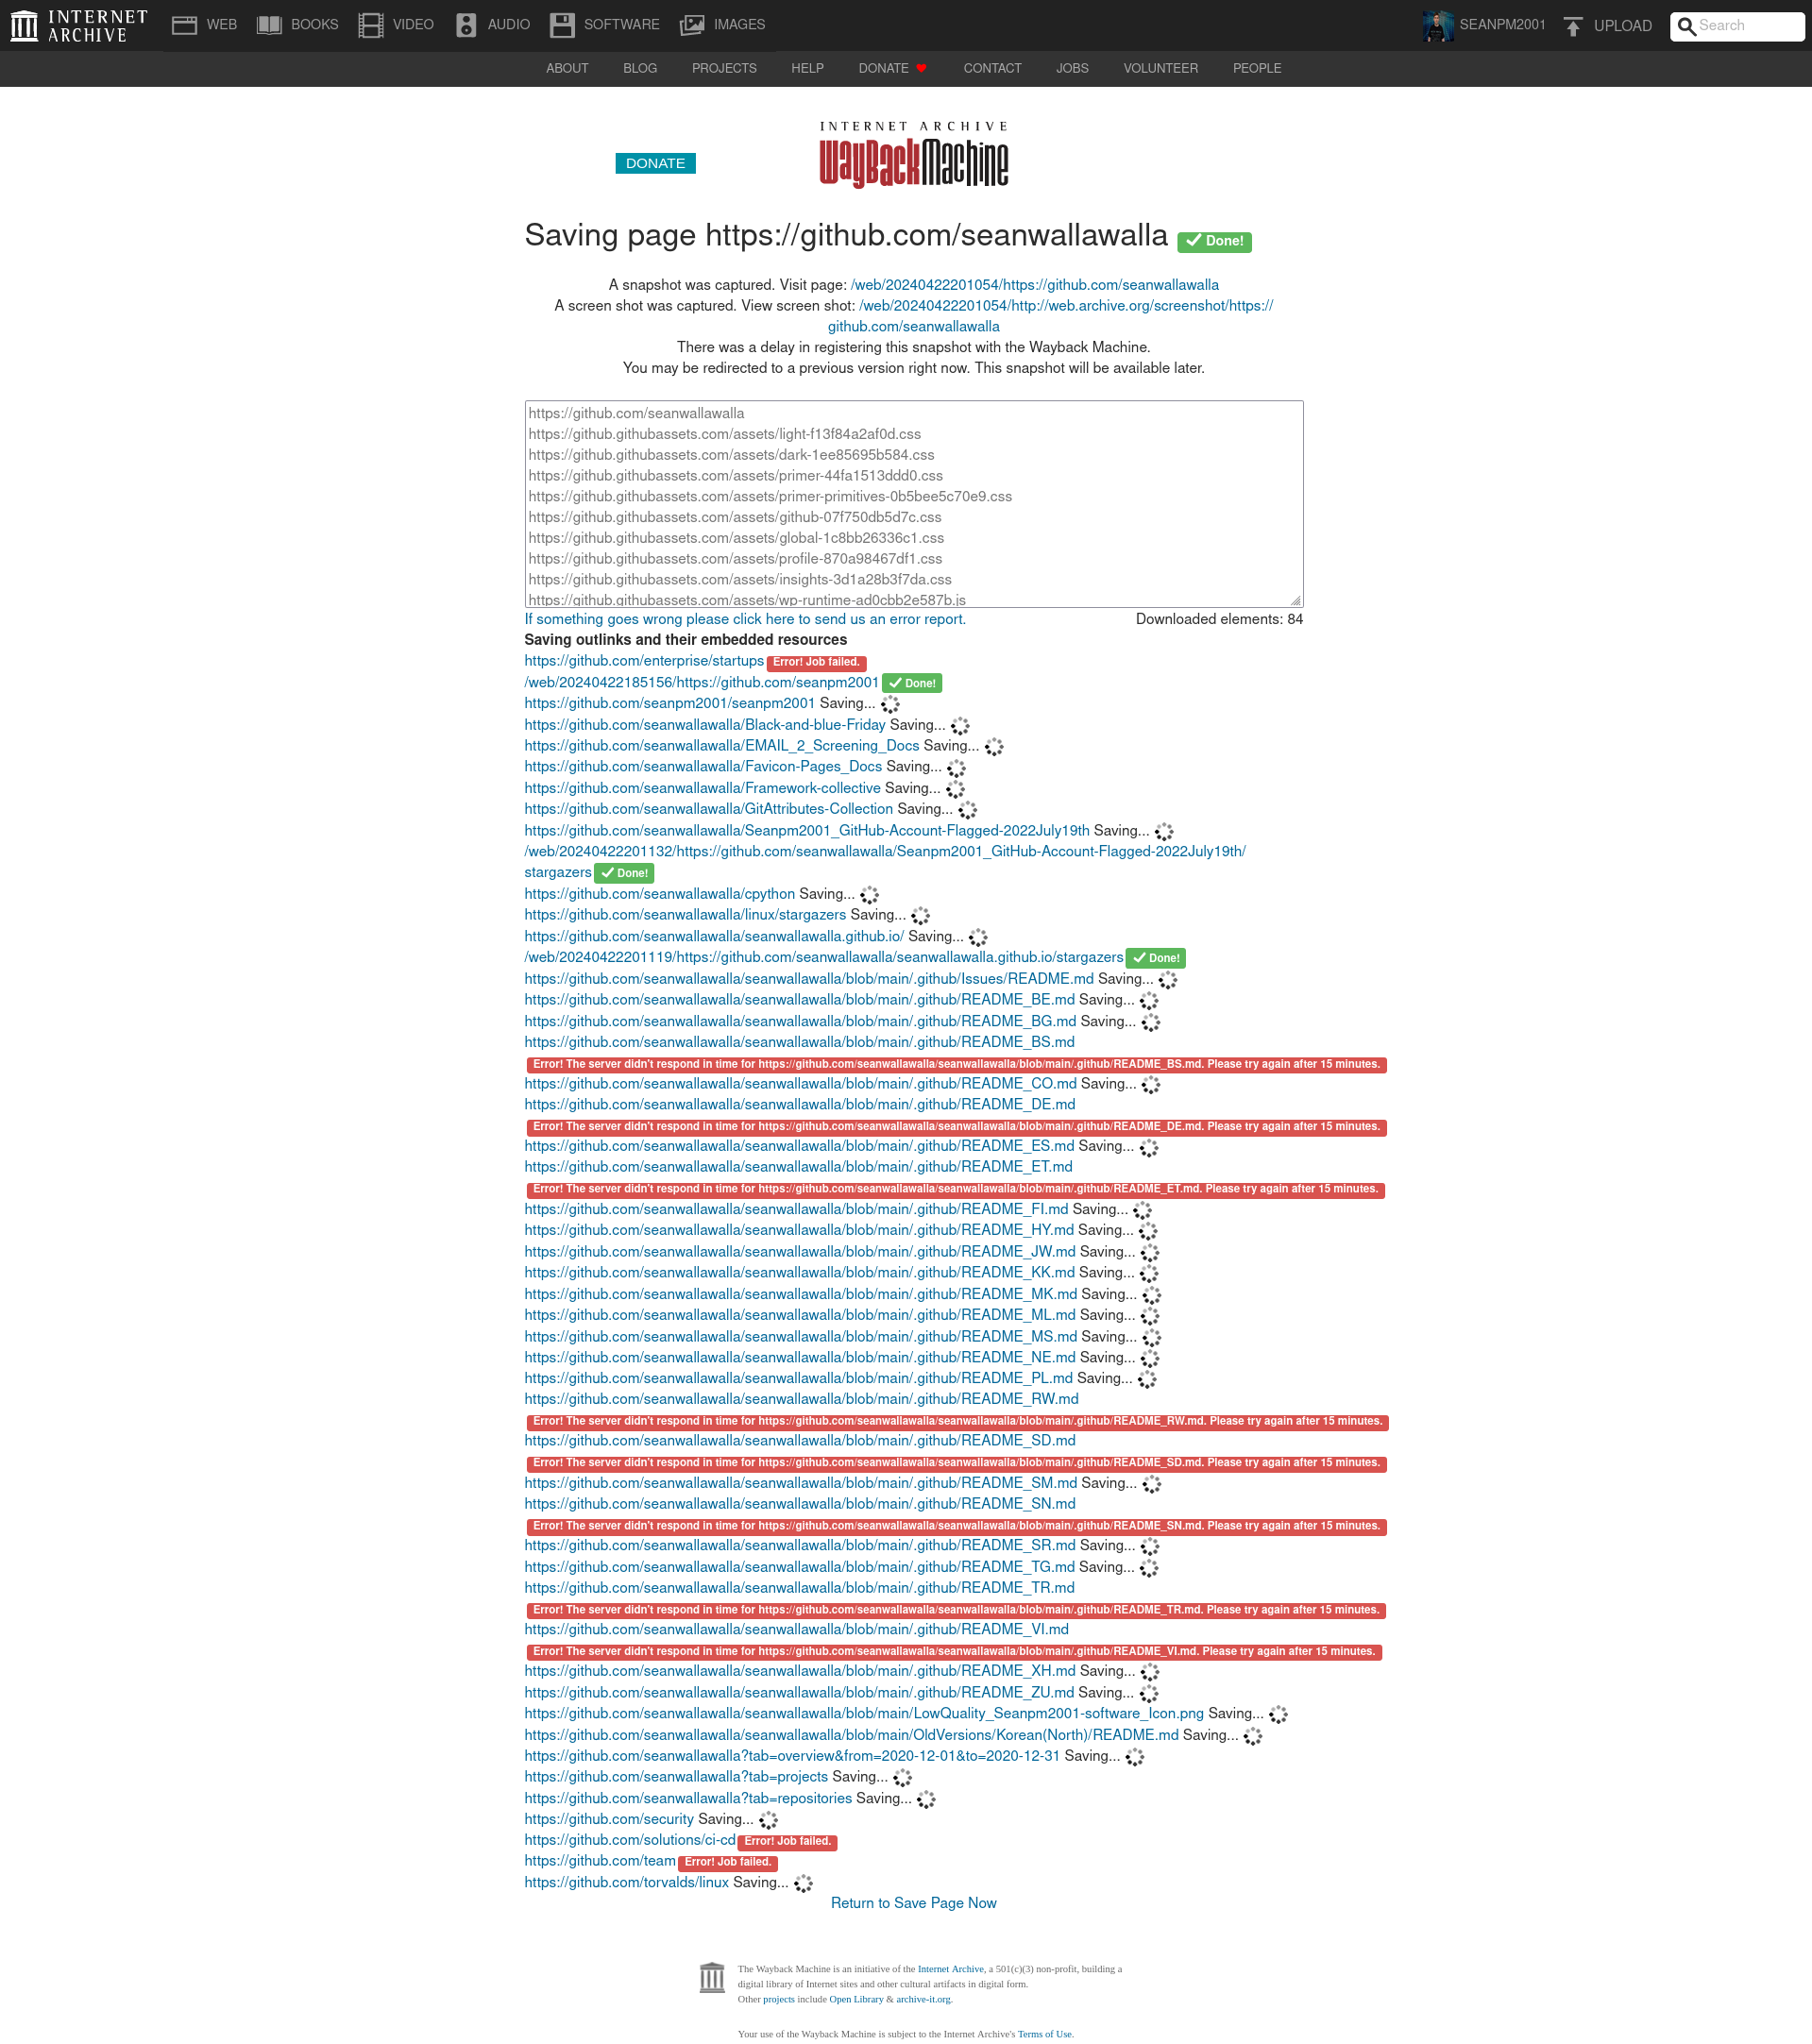 INTERNET ARCHIVE
WEB BOOKS VIDEO AUDIO SOFTWARE IMAGES SEANPM2001 UPLOAD Search
ABOUT BLOG PROJECTS HELP DONATE CONTACT JOBS VOLUNTEER PEOPLE
INTERNET ARCHIVE
DONATE
WayBackMachine
Saving page https://github.com/seanwallawalla Done!
A snapshot was captured. Visit page: /web/20240422201054/https://github.com/seanwallawalla
A screen shot was captured. View screen shot: /web/20240422201054/http://web.archive.org/screenshot/https://
github.com/seanwallawalla
There was a delay in registering this snapshot with the Wayback Machine.
You may be redirected to a previous version right now. This snapshot will be available later.
https://github.com/seanwallawalla
https://github.githubassets.com/assets/light-f13f84a2af0d.css
https://github.githubassets.com/assets/dark-1ee85695b584.css
https://github.githubassets.com/assets/primer-44fa1513ddd0.css
https://github.githubassets.com/assets/primer-primitives-0b5bee5c70e9.css
https://github.githubassets.com/assets/github-07f750db5d7c.css
https://github.githubassets.com/assets/global-1c8bb26336c1.css
https://github.githubassets.com/assets/profile-870a98467df1.css
https://github.githubassets.com/assets/insights-3d1a28b3f7da.css
https://github.githubassets.com/assets/wp-runtime-ad0cbb2e587b.js
If something goes wrong please click here to send us an error report. Downloaded elements: 84
Saving outlinks and their embedded resources
https://github.com/enterprise/startups Error! Job failed.
/web/20240422185156/https://github.com/seanpm2001 Done!
https://github.com/seanpm2001/seanpm2001 Saving...
https://github.com/seanwallawalla/Black-and-blue-Friday Saving...
https://github.com/seanwallawalla/EMAIL_2_Screening_Docs Saving...
https://github.com/seanwallawalla/Favicon-Pages_Docs Saving...
https://github.com/seanwallawalla/Framework-collective Saving...
https://github.com/seanwallawalla/GitAttributes-Collection Saving...
https://github.com/seanwallawalla/Seanpm2001_GitHub-Account-Flagged-2022July19th Saving...
/web/20240422201132/https://github.com/seanwallawalla/Seanpm2001_GitHub-Account-Flagged-2022July19th/
stargazers Done!
https://github.com/seanwallawalla/cpython Saving...
https://github.com/seanwallawalla/linux/stargazers Saving...
https://github.com/seanwallawalla/seanwallawalla.github.io/ Saving...
/web/20240422201119/https://github.com/seanwallawalla/seanwallawalla.github.io/stargazers Done!
https://github.com/seanwallawalla/seanwallawalla/blob/main/.github/Issues/README.md Saving...
https://github.com/seanwallawalla/seanwallawalla/blob/main/.github/README_BE.md Saving...
https://github.com/seanwallawalla/seanwallawalla/blob/main/.github/README_BG.md Saving...
https://github.com/seanwallawalla/seanwallawalla/blob/main/.github/README_BS.md
Error! The server didn't respond in time for https://github.com/seanwallawalla/seanwallawalla/blob/main/.github/README_BS.md. Please try again after 15 minutes.
https://github.com/seanwallawalla/seanwallawalla/blob/main/.github/README_CO.md Saving...
https://github.com/seanwallawalla/seanwallawalla/blob/main/.github/README_DE.md
Error! The server didn't respond in time for https://github.com/seanwallawalla/seanwallawalla/blob/main/.github/README_DE.md. Please try again after 15 minutes.
https://github.com/seanwallawalla/seanwallawalla/blob/main/.github/README_ES.md Saving...
https://github.com/seanwallawalla/seanwallawalla/blob/main/.github/README_ET.md
Error! The server didn't respond in time for https://github.com/seanwallawalla/seanwallawalla/blob/main/.github/README_ET.md. Please try again after 15 minutes.
https://github.com/seanwallawalla/seanwallawalla/blob/main/.github/README_FI.md Saving...
https://github.com/seanwallawalla/seanwallawalla/blob/main/.github/README_HY.md Saving...
https://github.com/seanwallawalla/seanwallawalla/blob/main/.github/README_JW.md Saving...
https://github.com/seanwallawalla/seanwallawalla/blob/main/.github/README_KK.md Saving...
https://github.com/seanwallawalla/seanwallawalla/blob/main/.github/README_MK.md Saving...
https://github.com/seanwallawalla/seanwallawalla/blob/main/.github/README_ML.md Saving...
https://github.com/seanwallawalla/seanwallawalla/blob/main/.github/README_MS.md Saving...
https://github.com/seanwallawalla/seanwallawalla/blob/main/.github/README_NE.md Saving...
https://github.com/seanwallawalla/seanwallawalla/blob/main/.github/README_PL.md Saving...
https://github.com/seanwallawalla/seanwallawalla/blob/main/.github/README_RW.md
Error! The server didn't respond in time for https://github.com/seanwallawalla/seanwallawalla/blob/main/.github/README_RW.md. Please try again after 15 minutes.
https://github.com/seanwallawalla/seanwallawalla/blob/main/.github/README_SD.md
Error! The server didn't respond in time for https://github.com/seanwallawalla/seanwallawalla/blob/main/.github/README_SD.md. Please try again after 15 minutes.
https://github.com/seanwallawalla/seanwallawalla/blob/main/.github/README_SM.md Saving...
https://github.com/seanwallawalla/seanwallawalla/blob/main/.github/README_SN.md
Error! The server didn't respond in time for https://github.com/seanwallawalla/seanwallawalla/blob/main/.github/README_SN.md. Please try again after 15 minutes.
https://github.com/seanwallawalla/seanwallawalla/blob/main/.github/README_SR.md Saving...
https://github.com/seanwallawalla/seanwallawalla/blob/main/.github/README_TG.md Saving...
https://github.com/seanwallawalla/seanwallawalla/blob/main/.github/README_TR.md
Error! The server didn't respond in time for https://github.com/seanwallawalla/seanwallawalla/blob/main/.github/README_TR.md. Please try again after 15 minutes.
https://github.com/seanwallawalla/seanwallawalla/blob/main/.github/README_VI.md
Error! The server didn't respond in time for https://github.com/seanwallawalla/seanwallawalla/blob/main/.github/README_VI.md. Please try again after 15 minutes.
https://github.com/seanwallawalla/seanwallawalla/blob/main/.github/README_XH.md Saving...
https://github.com/seanwallawalla/seanwallawalla/blob/main/.github/README_ZU.md Saving...
https://github.com/seanwallawalla/seanwallawalla/blob/main/LowQuality_Seanpm2001-software_Icon.png Saving...
https://github.com/seanwallawalla/seanwallawalla/blob/main/OldVersions/Korean(North)/README.md Saving...
https://github.com/seanwallawalla?tab=overview&from=2020-12-01&to=2020-12-31 Saving...
https://github.com/seanwallawalla?tab=projects Saving...
https://github.com/seanwallawalla?tab=repositories Saving...
https://github.com/security Saving...
https://github.com/solutions/ci-cd Error! Job failed.
https://github.com/team Error! Job failed.
https://github.com/torvalds/linux Saving...
Return to Save Page Now
The Wayback Machine is an initiative of the Internet Archive, a 501(c)(3) non-profit, building a
digital library of Internet sites and other cultural artifacts in digital form.
Other projects include Open Library & archive-it.org.
Your use of the Wayback Machine is subject to the Internet Archive's Terms of Use.